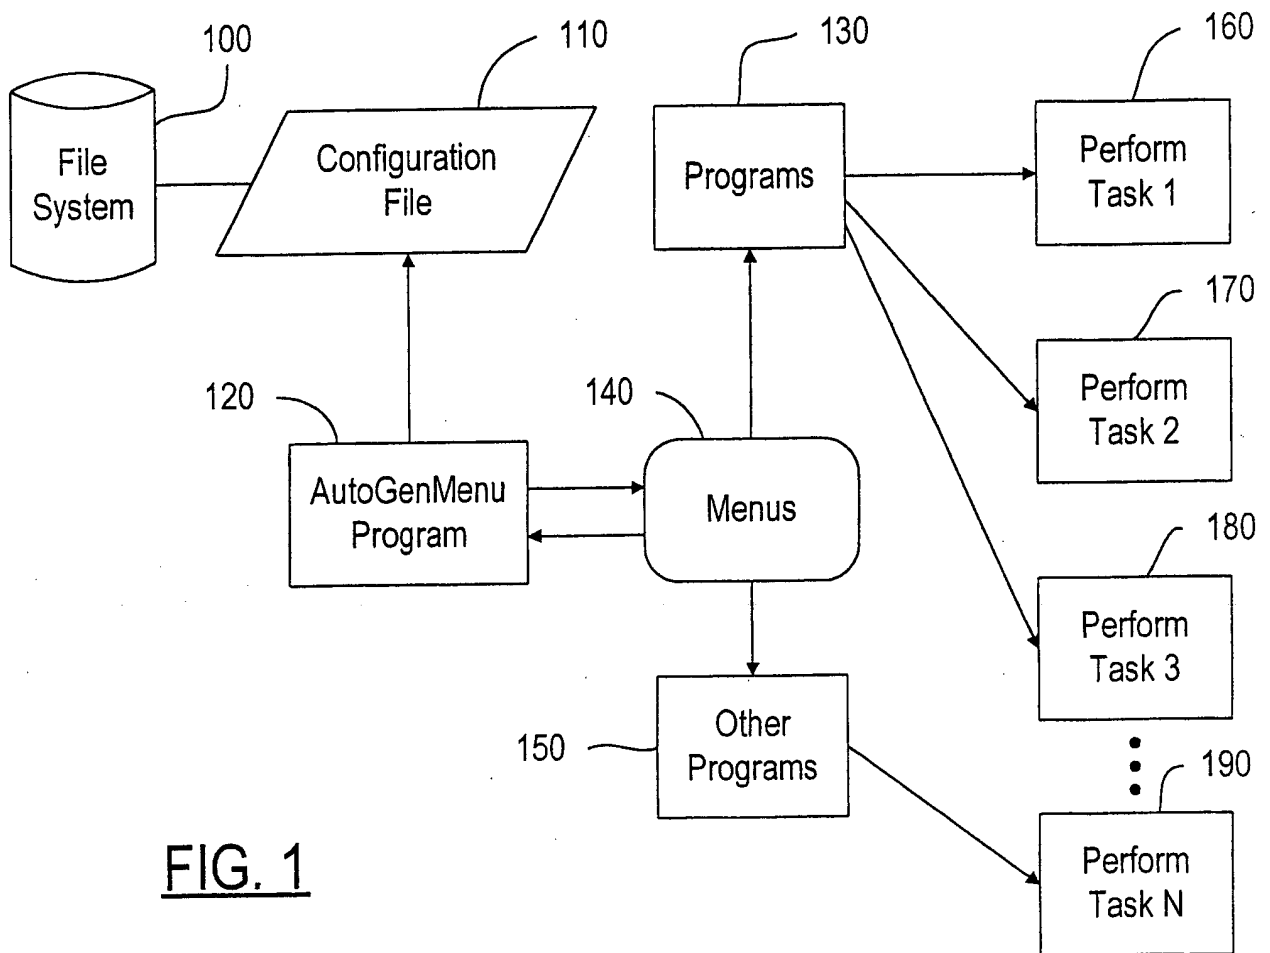 100
110
130
160
File
System
Configuration
File
Programs
Perform
Task 1
170
120
140
Perform
Task 2
AutoGenMenu
Program
Menus
180
Perform
Task 3
150
Other
Programs
190
Perform
Task N
FIG. 1